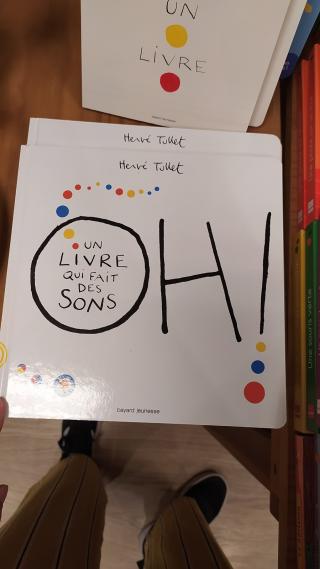 UN
LIVRE
Hervé Tullet
Hervé Tullet
OH!
UN
LIVRE
QUI FAIT
DES
SONS
bayard jeunesse